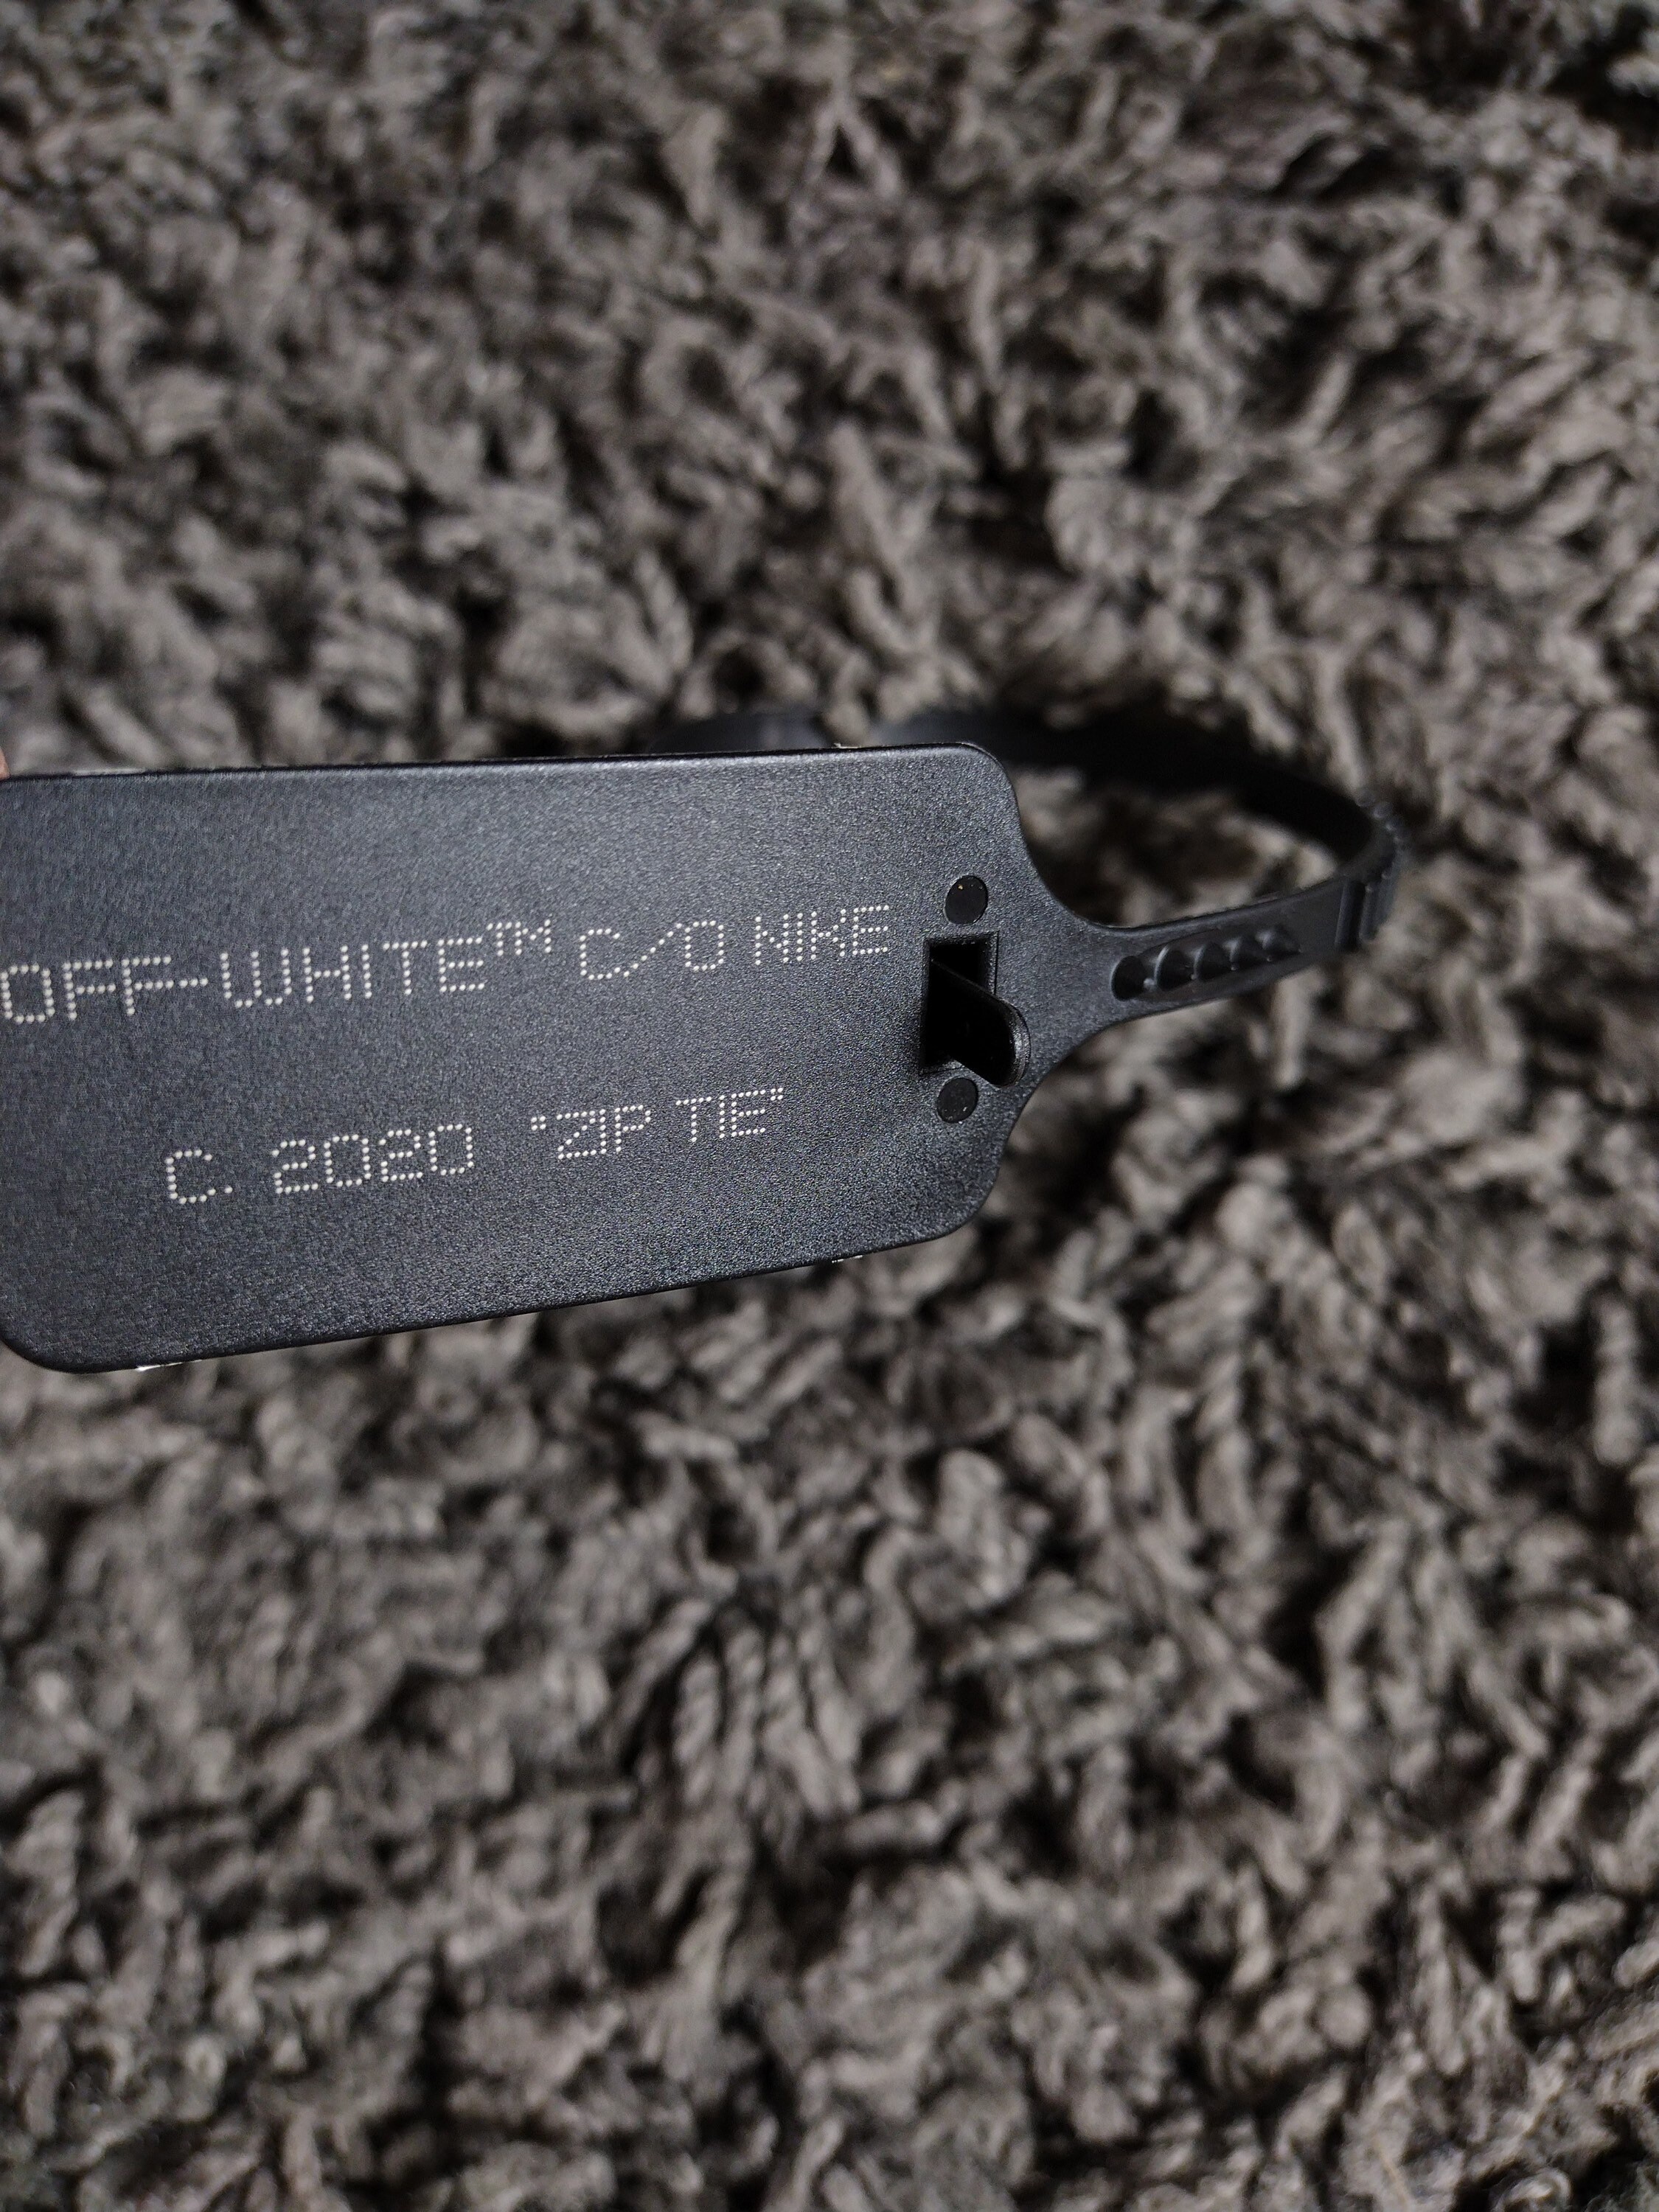 OFF-WHITE™ C/O NIKE
C. 2020 "ZIP TIE"